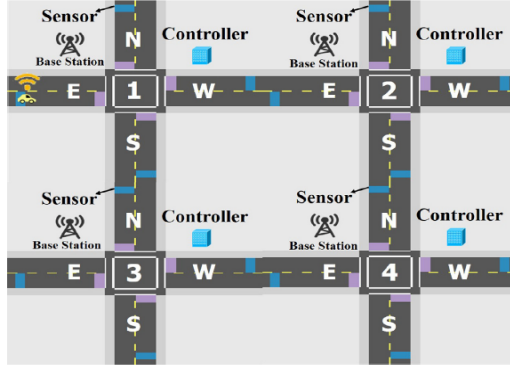 Sensor
N
Controller
Sensor
N
Controller
Base Station
Base Station
E
1
W
E
2
W
S
S
Sensor
N
Controller
Sensor
N
Controller
Base Station
Base Station
E
3
W
E
4
W
S
S